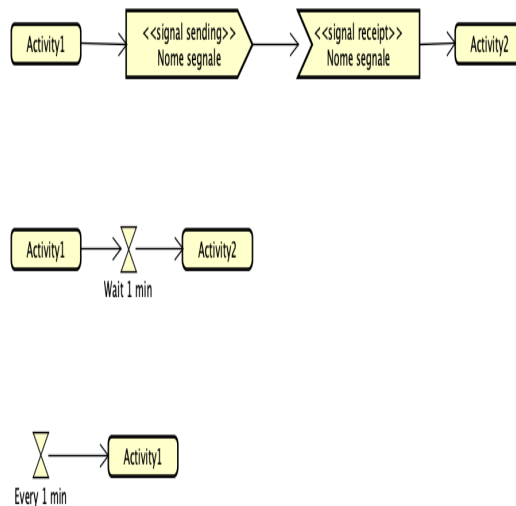 Activity1
<<signal sending>>
Nome segnale
<<signal receipt>>
Nome segnale
Activity2
Activity1
Activity2
Wait 1 min
Activity1
Every 1 min